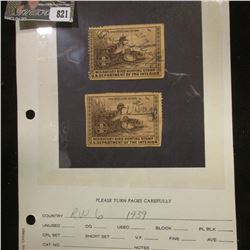 821
MIGRATORY BIRD HUNTING STAMP
U.S. DEPARTMENT OF THE INTERIOR
MIGRATORY BIRD HUNTING STAMP
U.S. DEPARTMENT OF THE INTERIOR
PLEASE TURN PAGES CAREFULLY
COUNTRY RW 6 1939
UNUSED OG USED BLOCK PL BLK
CPL SET SHORT SET V.F. FINE AVE
CAT. NO. NOTES